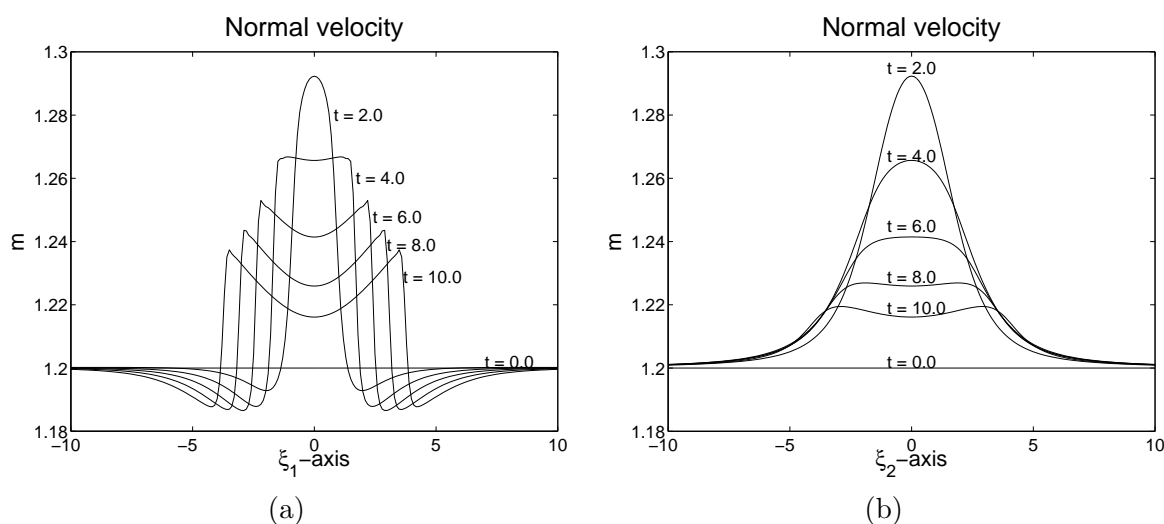 Normal velocity
1.3
1.28
1.26
1.24
1.22
1.2
1.18
m
t = 2.0
t = 4.0
t = 6.0
t = 8.0
t = 10.0
t = 0.0
−10
−5
0
5
10
ξ1−axis
(a)
Normal velocity
1.3
1.28
1.26
1.24
1.22
1.2
1.18
m
t = 2.0
t = 4.0
t = 6.0
t = 8.0
t = 10.0
t = 0.0
−10
−5
0
5
10
ξ2−axis
(b)